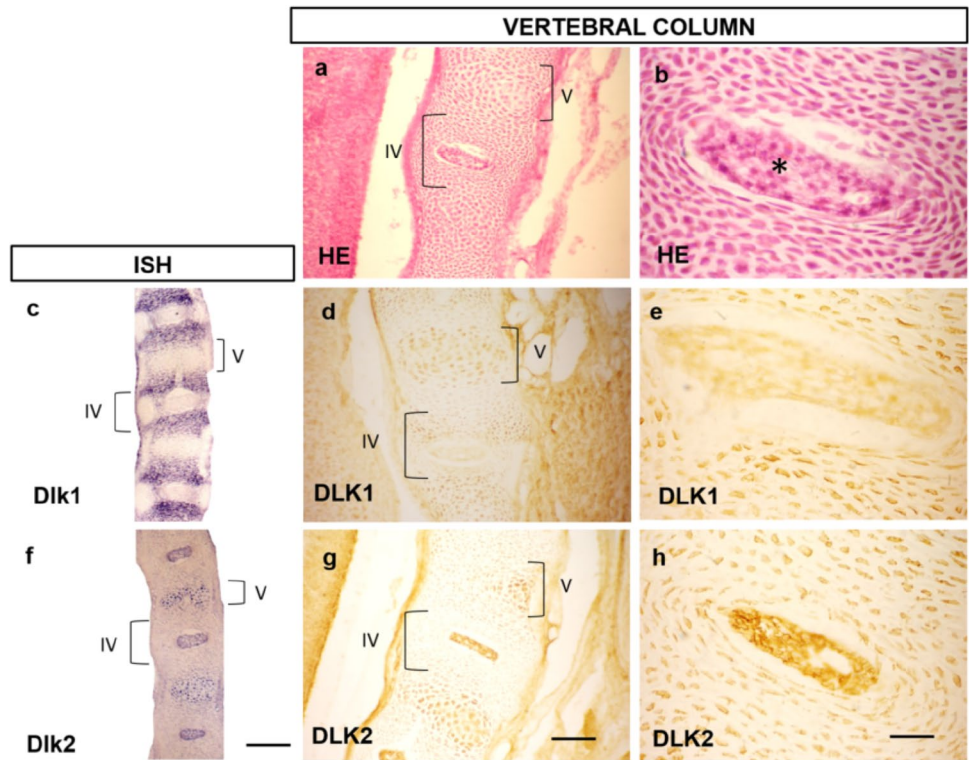 VERTEBRAL COLUMN
a
V
IV
HE
b
*
HE
ISH
c
V
IV
Dlk1
d
V
IV
DLK1
e
DLK1
f
V
IV
Dlk2
g
V
IV
DLK2
h
DLK2